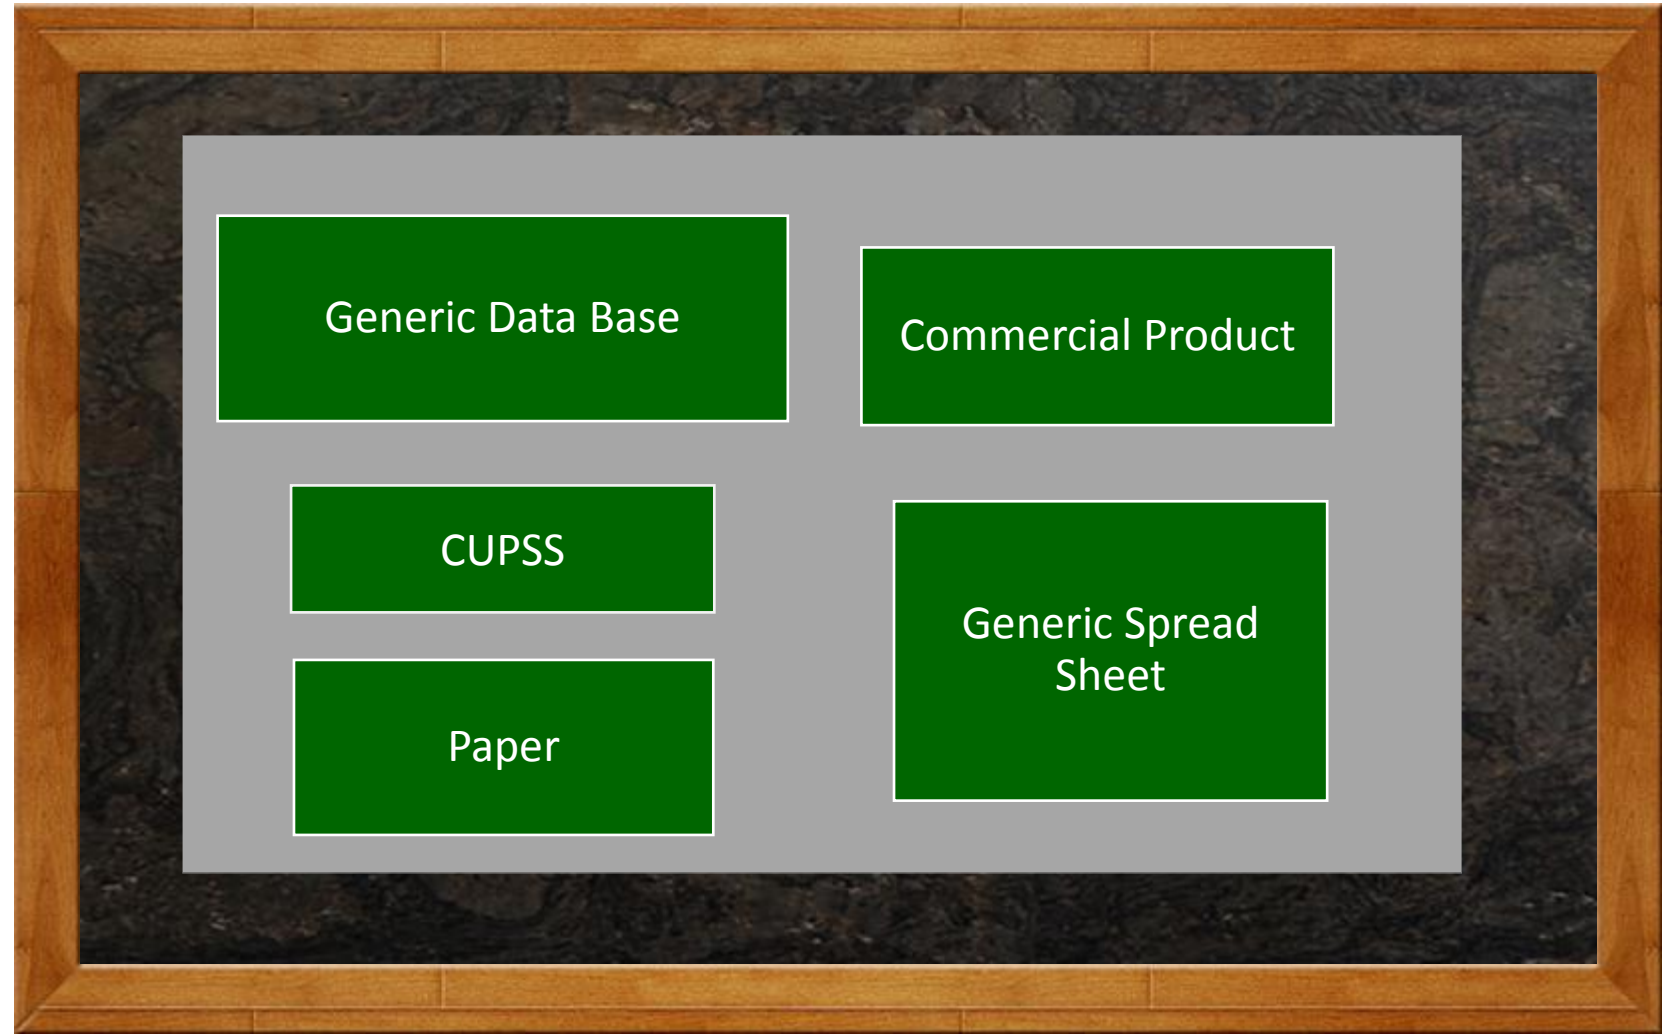 Generic Data Base
Commercial Product
CUPSS
Generic Spread
Sheet
Paper